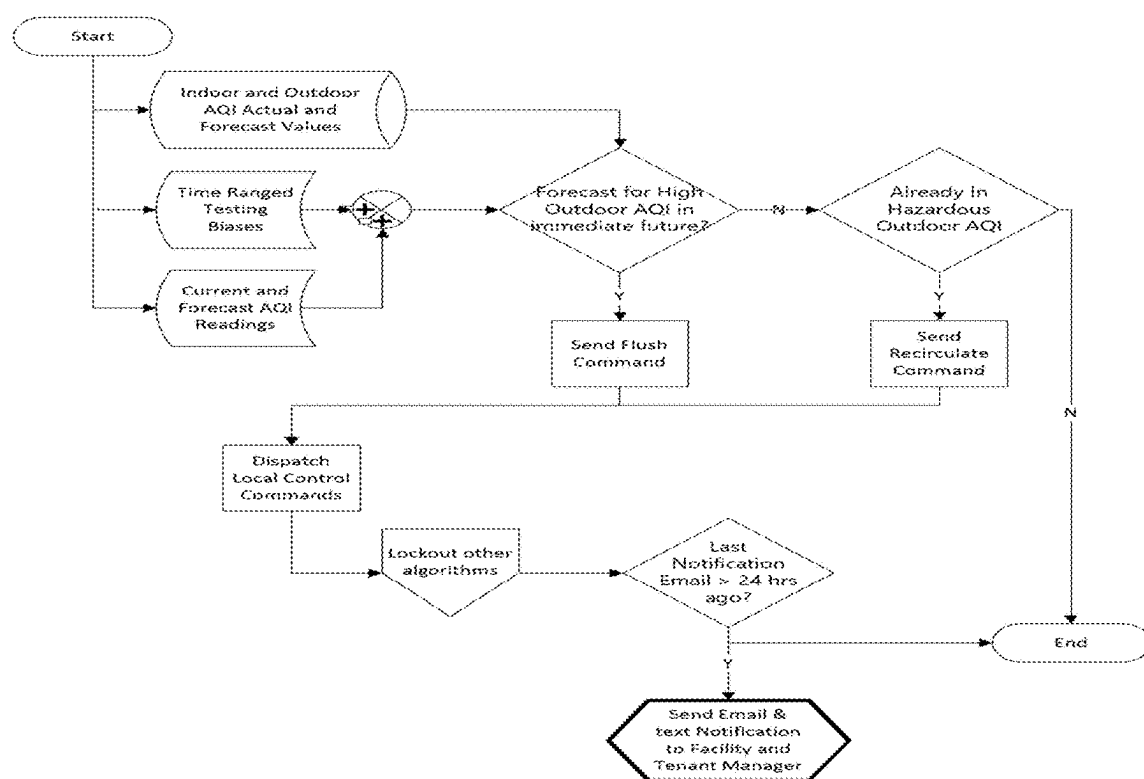 Start
Indoor and Outdoor
AQI Actual and
Forecast Values
Time Ranged
Testing
Biases
Current and
Forecast AQI
Readings
Forecast for High
Outdoor AQI in
immediate future?
N
Already in
Hazardous
Outdoor AQI
Y
Y
Send Flush
Command
Send
Recirculate
Command
N
Dispatch
Local Control
Commands
Lockout other
algorithms
Last
Notification
Email > 24 hrs
ago?
End
Y
Send Email &
text Notification
to Facility and
Tenant Manager